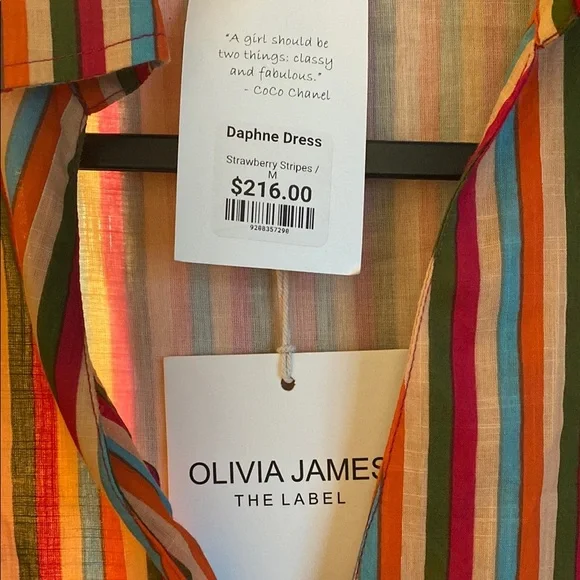 "A girl should be
two things: classy
and fabulous."
- CoCo Chanel
Daphne Dress
Strawberry Stripes /
M
$216.00
9208357290
OLIVIA JAMES
THE LABEL